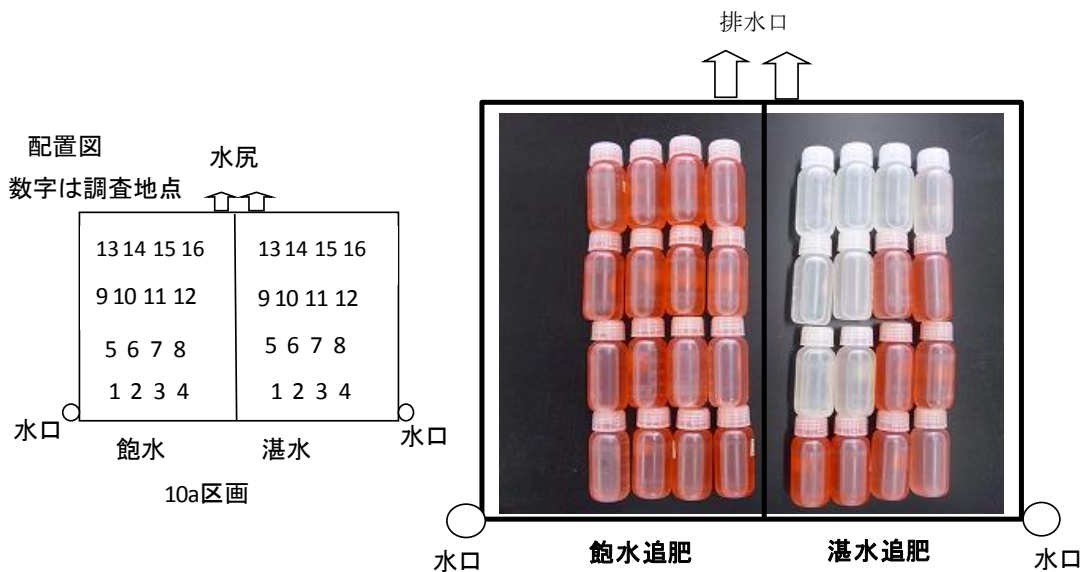 配置図
数字は調査地点
水尻
13 14 15 16
13 14 15 16
9 10 11 12
9 10 11 12
5 6 7 8
5 6 7 8
1 2 3 4
1 2 3 4
水口
水口
飽水
湛水
10a区画
排水口
水口
水口
飽水追肥
湛水追肥